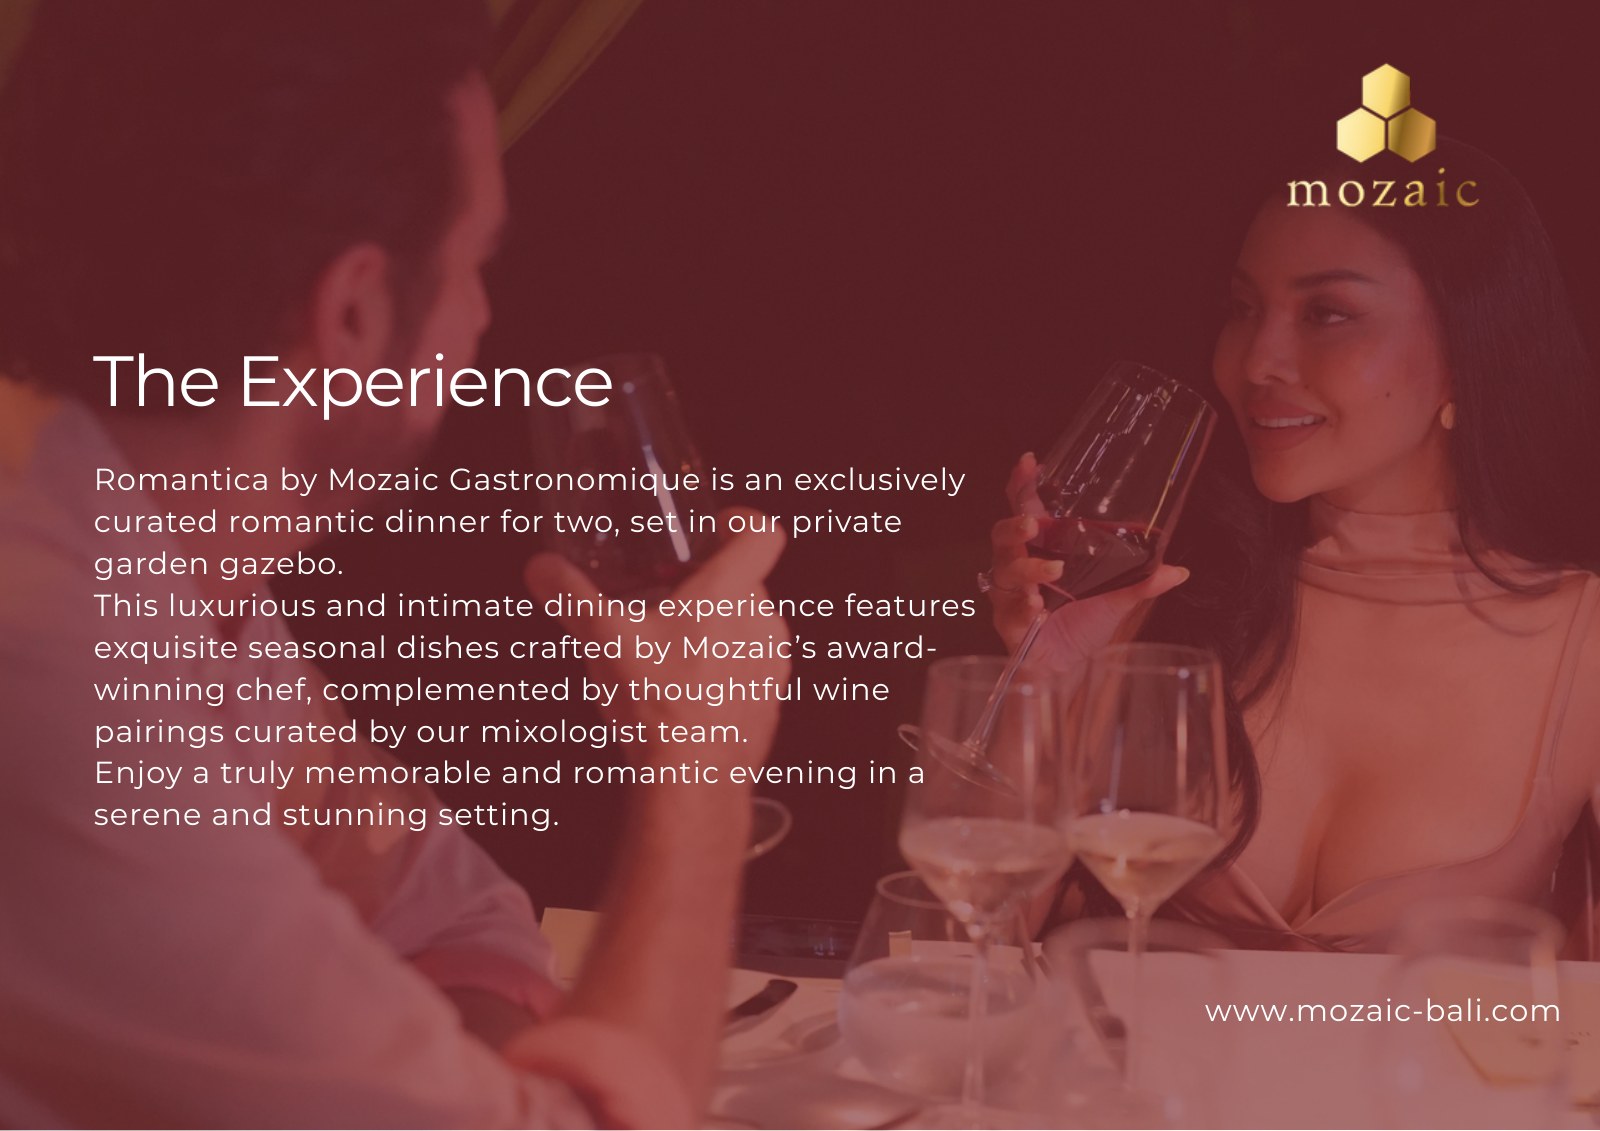 mozaic
The Experience
Romantica by Mozaic Gastronomique is an exclusively
curated romantic dinner for two, set in our private
garden gazebo.
This luxurious and intimate dining experience features
exquisite seasonal dishes crafted by Mozaic’s award-
winning chef, complemented by thoughtful wine
pairings curated by our mixologist team.
Enjoy a truly memorable and romantic evening in a
serene and stunning setting.
www.mozaic-bali.com